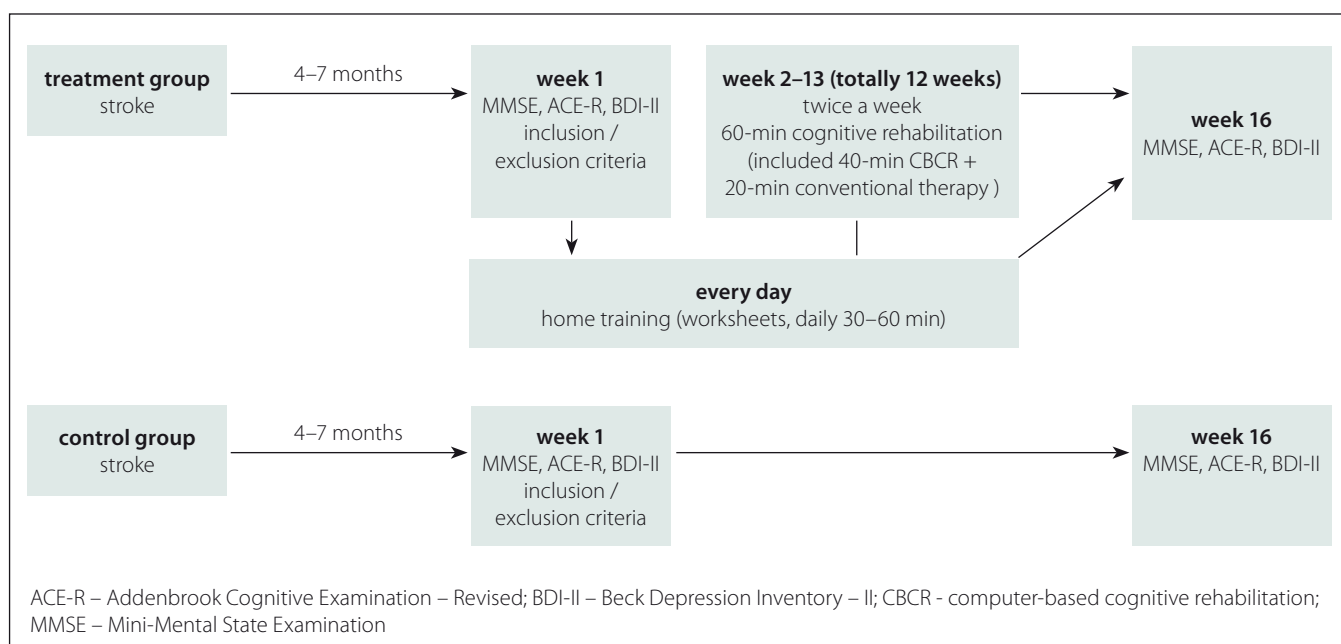 treatment group
stroke
4–7 months
week 1
MMSE, ACE-R, BDI-II
inclusion /
exclusion criteria
week 2–13 (totally 12 weeks)
twice a week
60-min cognitive rehabilitation
(included 40-min CBCR +
20-min conventional therapy )
week 16
MMSE, ACE-R, BDI-II
every day
home training (worksheets, daily 30–60 min)
control group
stroke
4–7 months
week 1
MMSE, ACE-R, BDI-II
inclusion /
exclusion criteria
week 16
MMSE, ACE-R, BDI-II
ACE-R – Addenbrook Cognitive Examination – Revised; BDI-II – Beck Depression Inventory – II; CBCR - computer-based cognitive rehabilitation;
MMSE – Mini-Mental State Examination